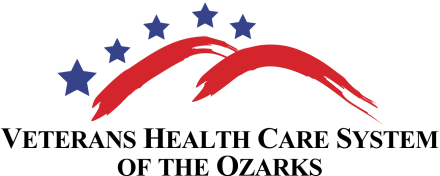 VETERANS HEALTH CARE SYSTEM
OF THE OZARKS